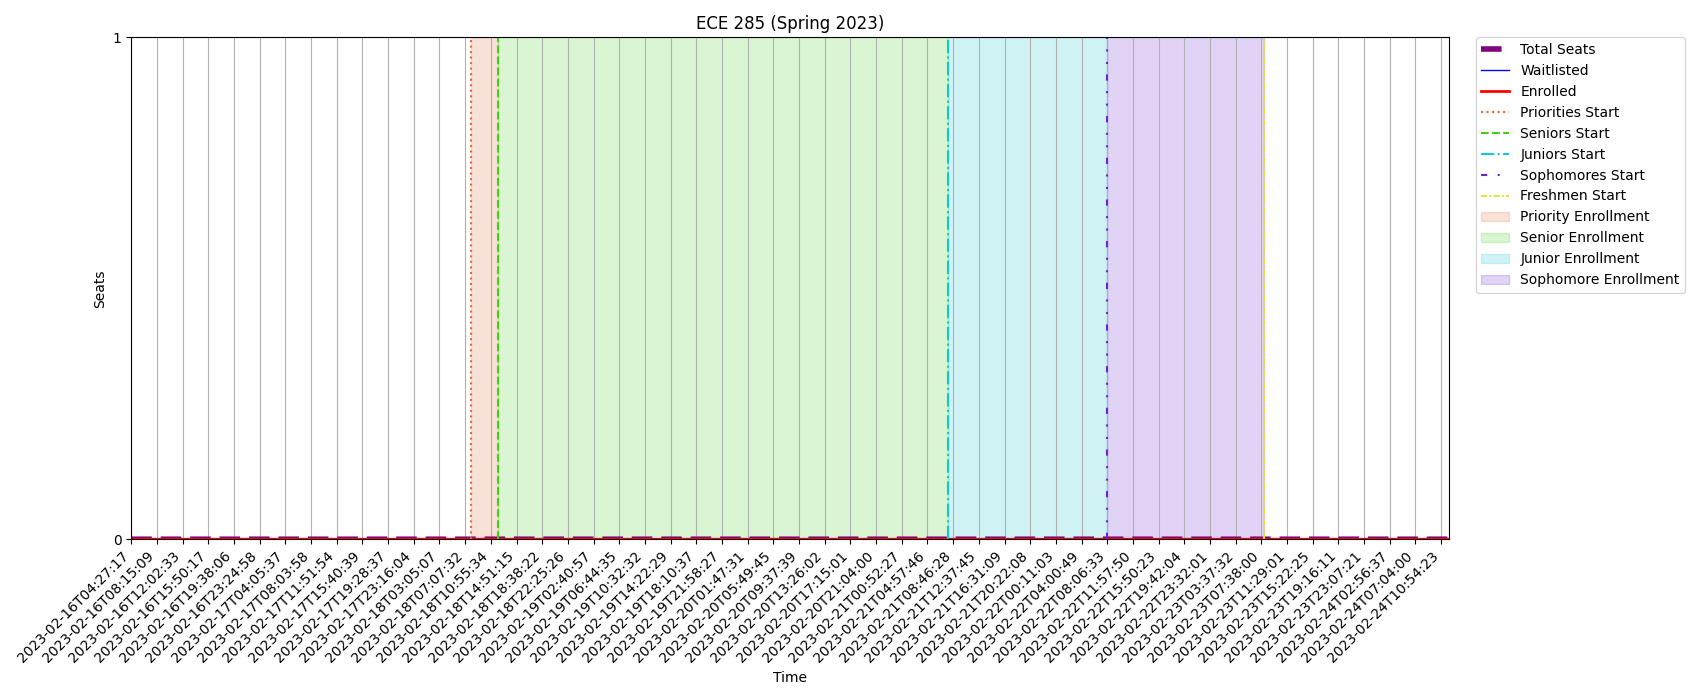 ECE 285 (Spring 2023)
1
0
Seats
2023-02-16T04:27:17
2023-02-16T08:15:09
2023-02-16T12:02:33
2023-02-16T15:50:17
2023-02-16T19:38:06
2023-02-16T23:24:58
2023-02-17T04:05:37
2023-02-17T08:03:58
2023-02-17T11:51:54
2023-02-17T15:40:39
2023-02-17T19:28:37
2023-02-17T23:16:04
2023-02-18T03:05:07
2023-02-18T07:07:32
2023-02-18T10:55:34
2023-02-18T14:51:15
2023-02-18T18:38:22
2023-02-18T22:25:26
2023-02-19T02:40:57
2023-02-19T06:44:35
2023-02-19T10:32:32
2023-02-19T14:22:29
2023-02-19T18:10:37
2023-02-19T21:58:27
2023-02-20T01:47:31
2023-02-20T05:49:45
2023-02-20T09:37:39
2023-02-20T13:26:02
2023-02-20T17:15:01
2023-02-20T21:04:00
2023-02-21T00:52:27
2023-02-21T04:57:46
2023-02-21T08:46:28
2023-02-21T12:37:45
2023-02-21T16:31:09
2023-02-21T20:22:08
2023-02-22T00:11:03
2023-02-22T04:00:49
2023-02-22T08:06:33
2023-02-22T11:57:50
2023-02-22T15:50:23
2023-02-22T19:42:04
2023-02-22T23:32:01
2023-02-23T03:37:32
2023-02-23T07:38:00
2023-02-23T11:29:01
2023-02-23T15:22:25
2023-02-23T19:16:11
2023-02-23T23:07:21
2023-02-24T02:56:37
2023-02-24T07:04:00
2023-02-24T10:54:23
Time
Total Seats
Waitlisted
Enrolled
Priorities Start
Seniors Start
Juniors Start
Sophomores Start
Freshmen Start
Priority Enrollment
Senior Enrollment
Junior Enrollment
Sophomore Enrollment